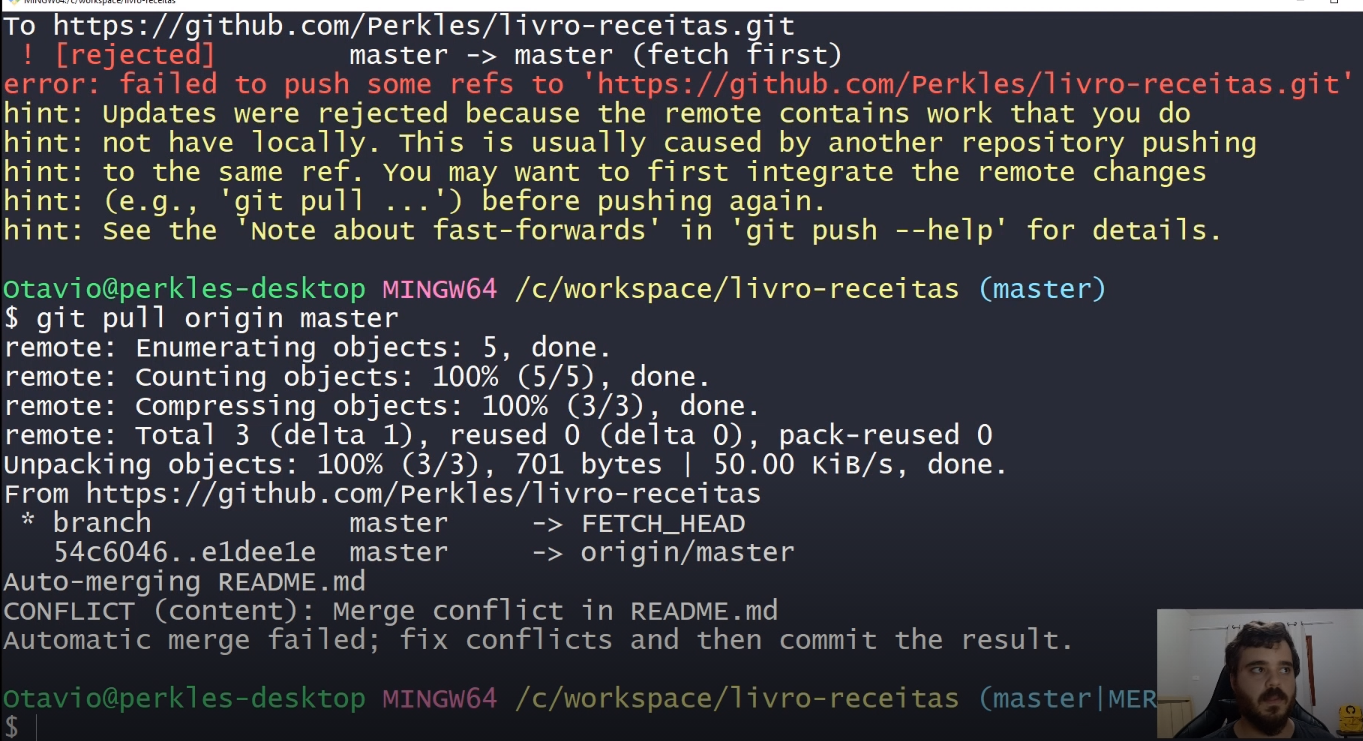 MINGW64:/c/workspace/livro-receitas
To https://github.com/Perkles/livro-receitas.git
 ! [rejected]        master -> master (fetch first)
error: failed to push some refs to 'https://github.com/Perkles/livro-receitas.git'
hint: Updates were rejected because the remote contains work that you do
hint: not have locally. This is usually caused by another repository pushing
hint: to the same ref. You may want to first integrate the remote changes
hint: (e.g., 'git pull ...') before pushing again.
hint: See the 'Note about fast-forwards' in 'git push --help' for details.
Otavio@perkles-desktop MINGW64 /c/workspace/livro-receitas (master)
$ git pull origin master
remote: Enumerating objects: 5, done.
remote: Counting objects: 100% (5/5), done.
remote: Compressing objects: 100% (3/3), done.
remote: Total 3 (delta 1), reused 0 (delta 0), pack-reused 0
Unpacking objects: 100% (3/3), 701 bytes | 50.00 KiB/s, done.
From https://github.com/Perkles/livro-receitas
 * branch            master     -> FETCH_HEAD
   54c6046..e1dee1e  master     -> origin/master
Auto-merging README.md
CONFLICT (content): Merge conflict in README.md
Automatic merge failed; fix conflicts and then commit the result.
Otavio@perkles-desktop MINGW64 /c/workspace/livro-receitas (master|MER
$